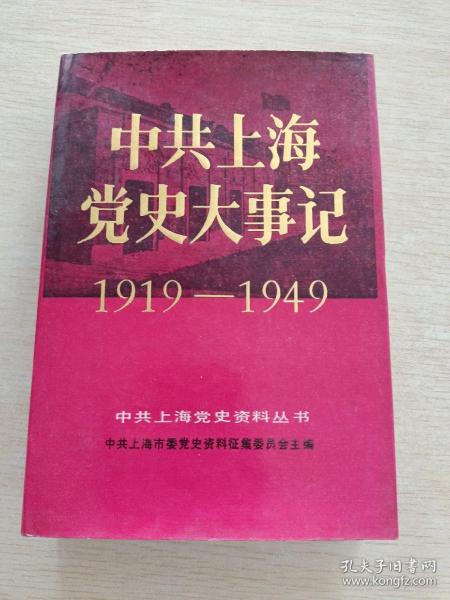 中共上海
党史大事记
1919—1949
中共上海党史资料丛书
中共上海市委党史资料征集委员会主编
孔夫子旧书网
www.kongfz.com